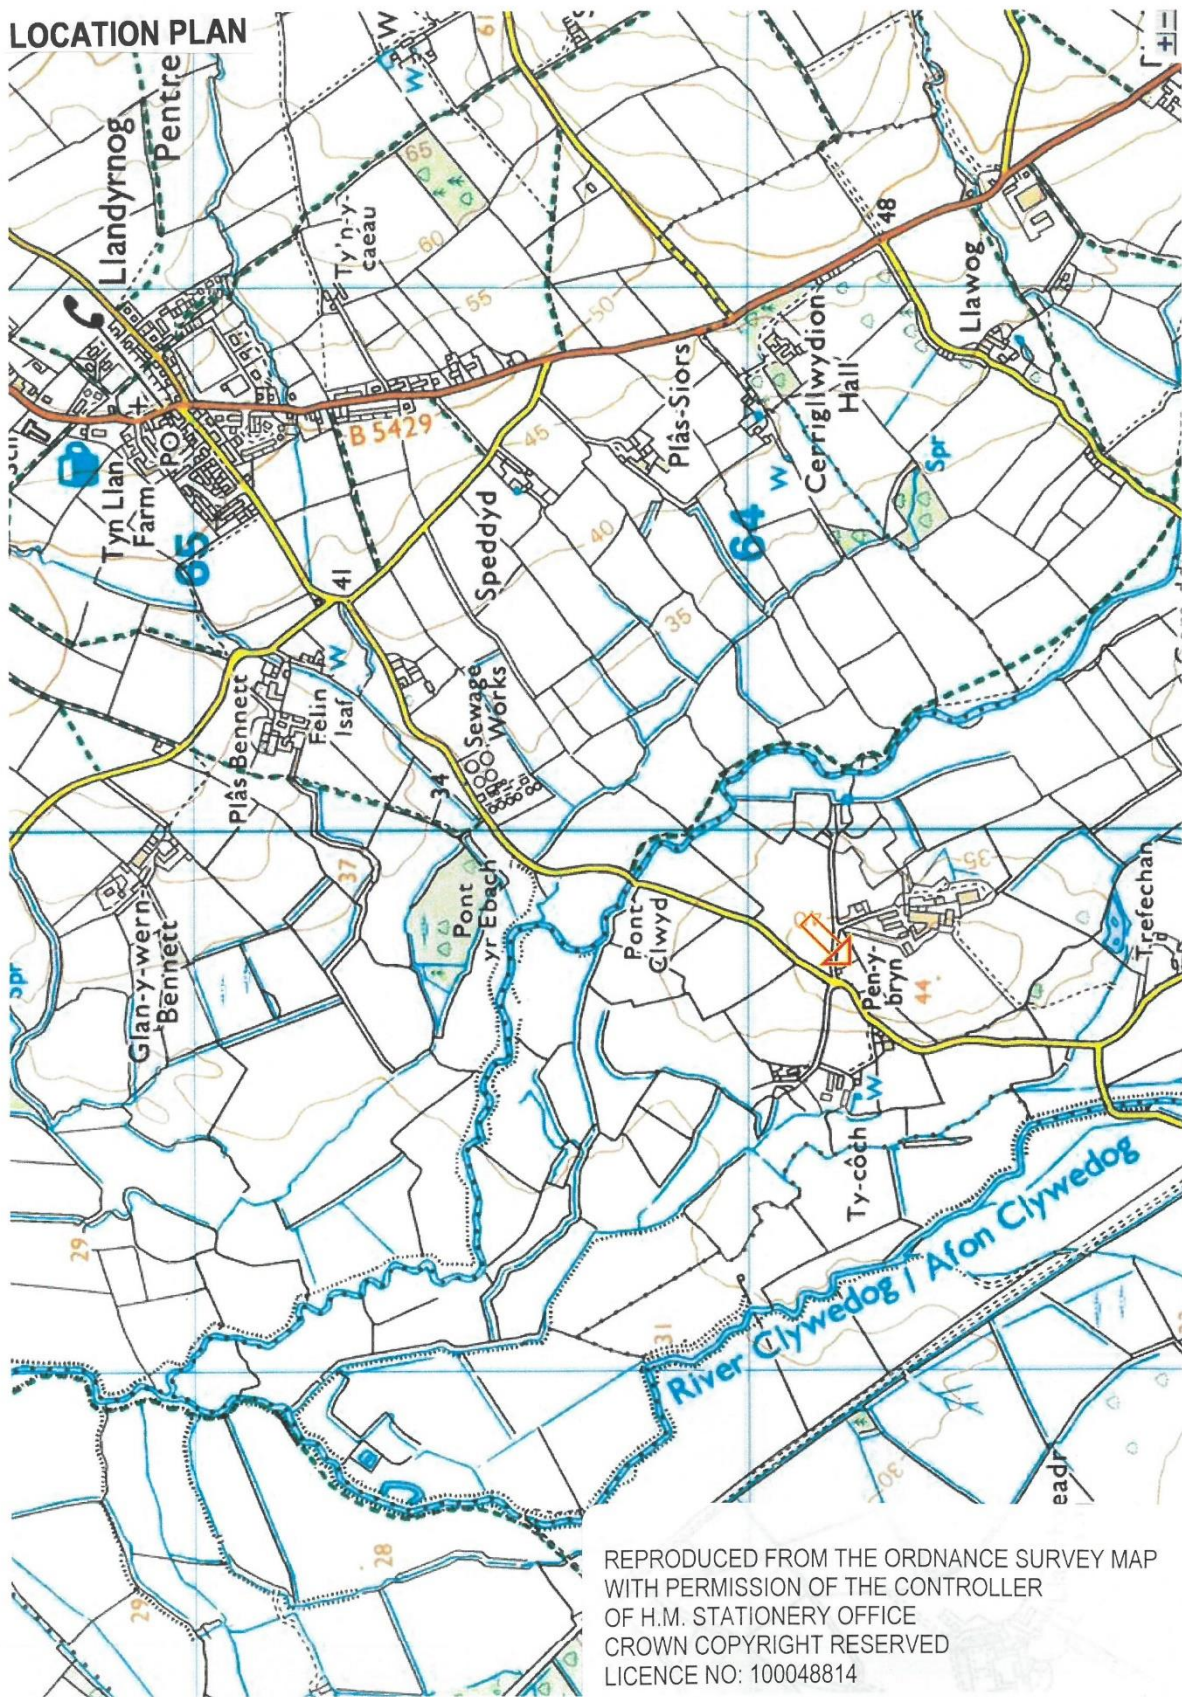 LOCATION PLAN
Pentre
Llandyrnog
W
W
61
65
60
55
50
45
40
35
Ty'n-y-
caeau
48
Llawog
Cerrigllwydion
Hall
Plâs-Siors
W
Spr
64
B 5429
Tyn Llan
Farm
PO
65
41
Speddyd
Plâs Bennett
Felin
Isaf
W
Sewage
Works
34
37
Glan-y-wern-
Bennett
Spr
Pont
yr Ebach
Pont
Clwyd
Pen-y-
bryn
44
35
Trefechan
Ty-côch
W
River Clywedog / Afon Clywedog
29
31
30
28
29
eadr
REPRODUCED FROM THE ORDNANCE SURVEY MAP
WITH PERMISSION OF THE CONTROLLER
OF H.M. STATIONERY OFFICE
CROWN COPYRIGHT RESERVED
LICENCE NO: 100048814